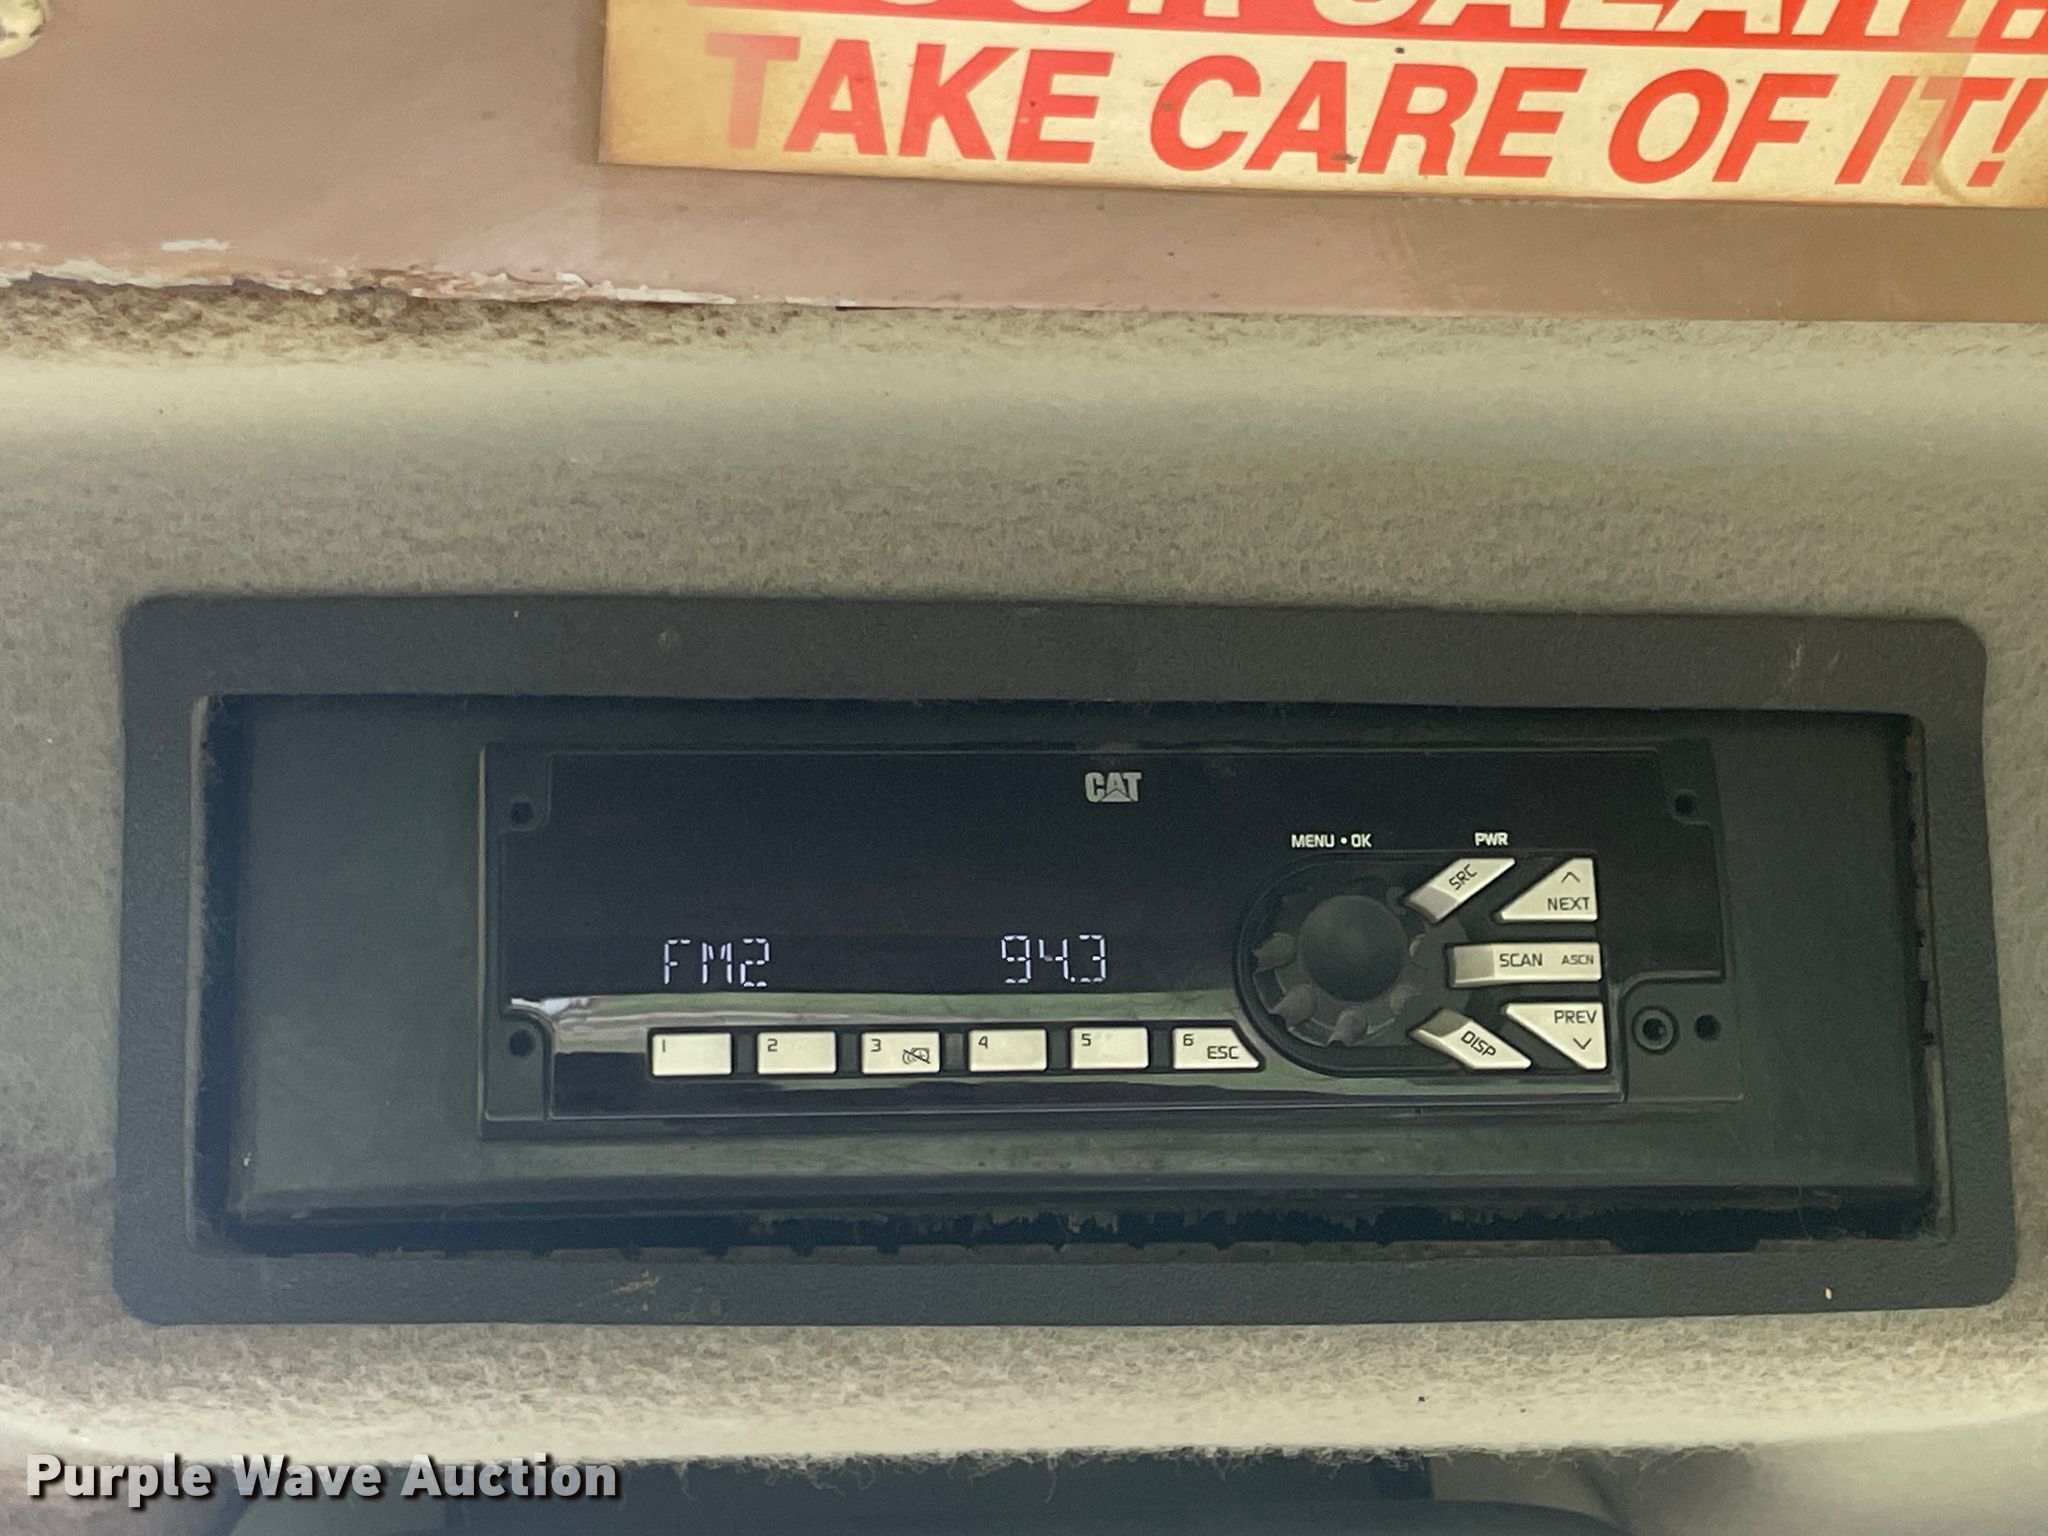 TAKE CARE OF IT!
CAT
MENU • OK
PWR
SRC
NEXT
FM2
94.3
SCAN ASCN
PREV
DISP
1
2
3
4
5
6
ESC
Purple Wave Auction